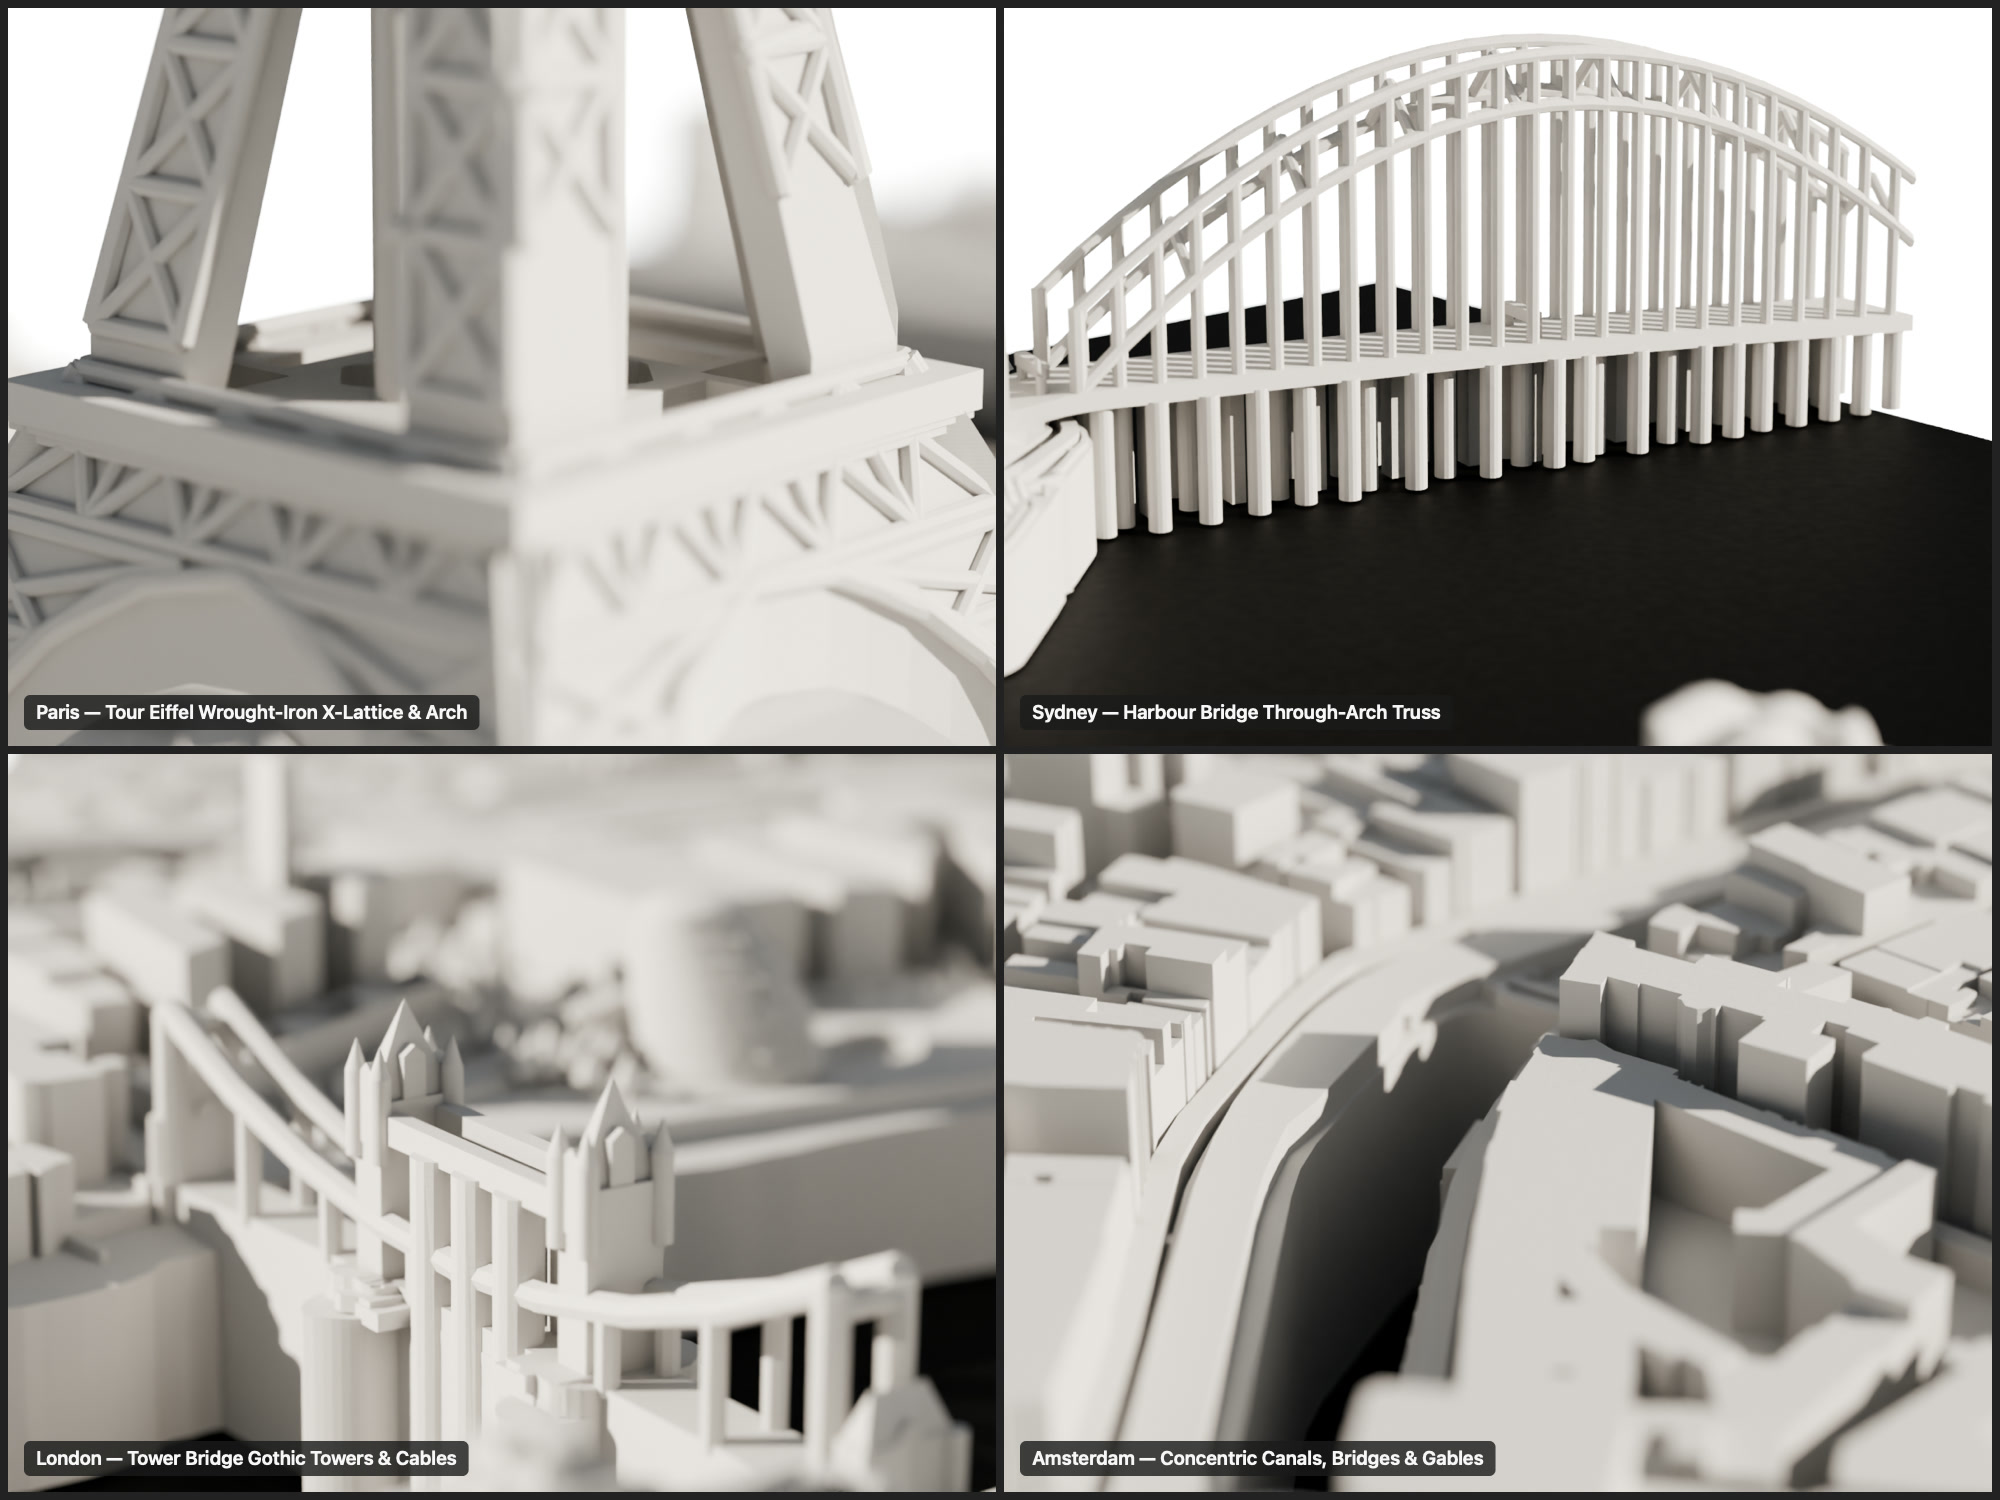 Paris — Tour Eiffel Wrought-Iron X-Lattice & Arch
Sydney — Harbour Bridge Through-Arch Truss
London — Tower Bridge Gothic Towers & Cables
Amsterdam — Concentric Canals, Bridges & Gables